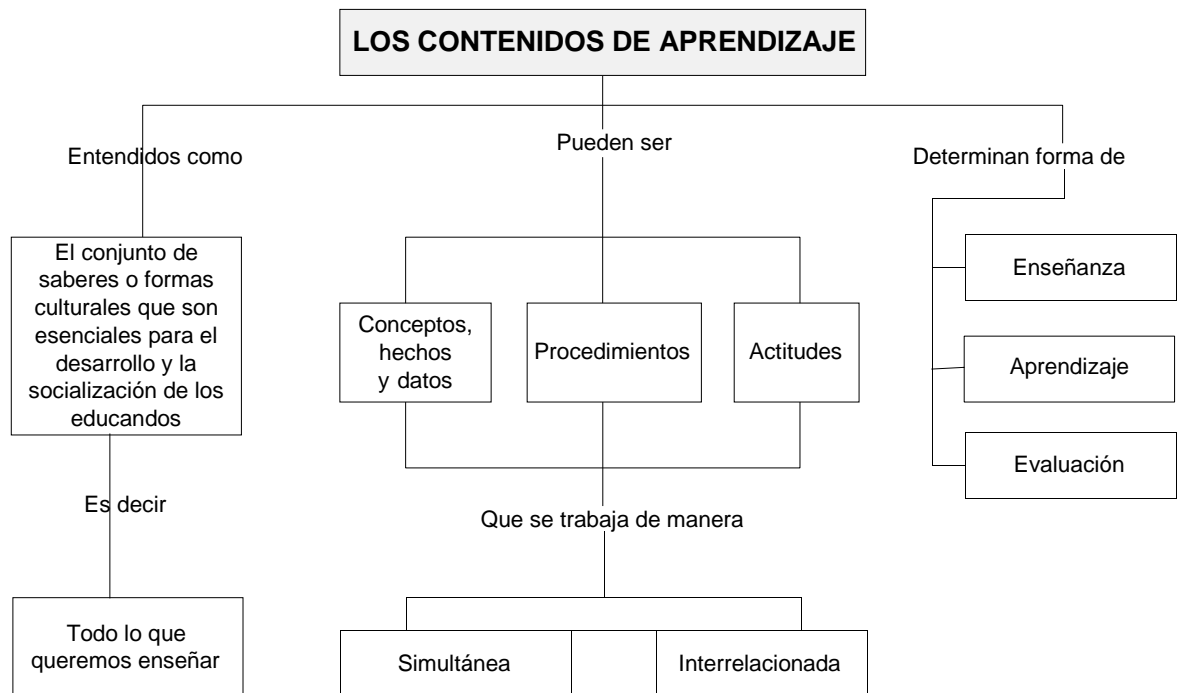 LOS CONTENIDOS DE APRENDIZAJE
Entendidos como
Pueden ser
Determinan forma de
El conjunto de
saberes o formas
culturales que son
esenciales para el
desarrollo y la
socialización de los
educandos
Es decir
Todo lo que
queremos enseñar
Conceptos,
hechos
y datos
Procedimientos
Actitudes
Que se trabaja de manera
Simultánea
Interrelacionada
Enseñanza
Aprendizaje
Evaluación